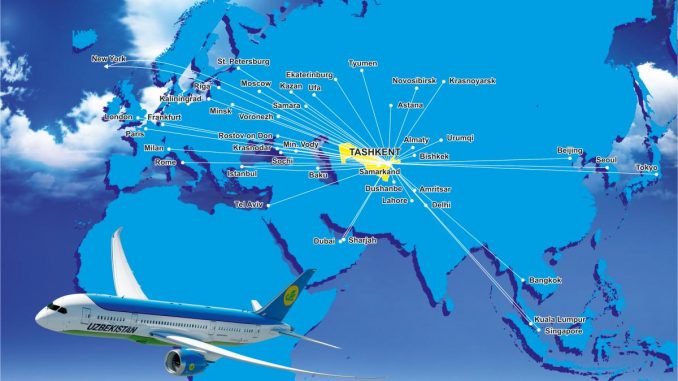 New York
St. Petersburg
Tyumen
Ekaterinburg
Moscow
Kazan
Ufa
Novosibirsk
Krasnoyarsk
Riga
Kaliningrad
Samara
Astana
Minsk
Voronezh
London
Frankfurt
Paris
Rostov on Don
Krasnodar
Min. Vody
Almaty
Urumqi
Milan
TASHKENT
Bishkek
Beijing
Seoul
Rome
Sochi
Tokyo
Istanbul
Baku
Samarkand
Dushanbe
Amritsar
Lahore
Delhi
Tel Aviv
Dubai
Sharjah
Bangkok
Kuala Lumpur
Singapore
UZBEKISTAN